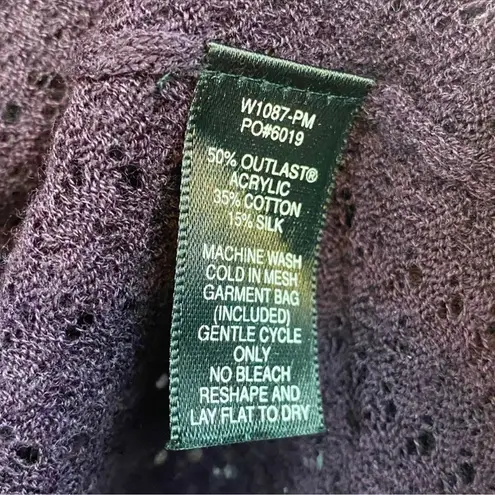 W1087-PM
PO#6019
50% OUTLAST®
ACRYLIC
35% COTTON
15% SILK
MACHINE WASH
COLD IN MESH
GARMENT BAG
(INCLUDED)
GENTLE CYCLE
ONLY
NO BLEACH
RESHAPE AND
LAY FLAT TO DRY